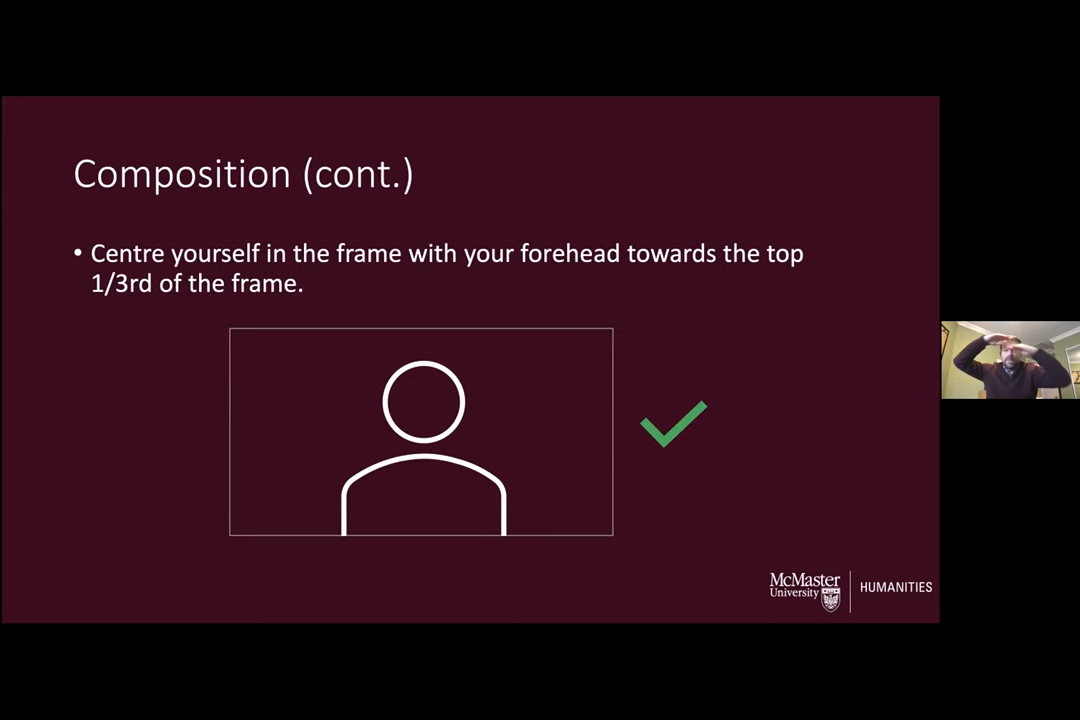 Composition (cont.)
• Centre yourself in the frame with your forehead towards the top
1/3rd of the frame.
McMaster
University
HUMANITIES